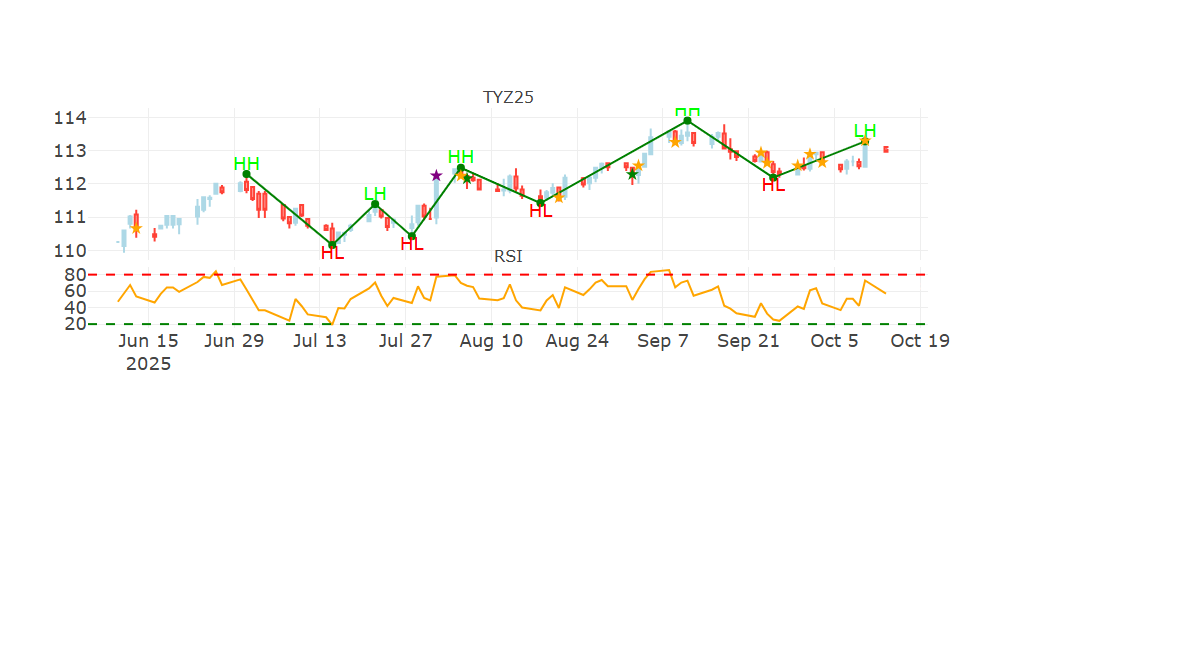 TYZ25
HH
114
LH
113
HH
HH
112
LH
HL
111
HL
HL
110
HL
RSI
80
60
40
20
Jun 15 Jun 29 Jul 13 Jul 27 Aug 10 Aug 24 Sep 7 Sep 21 Oct 5 Oct 19
2025